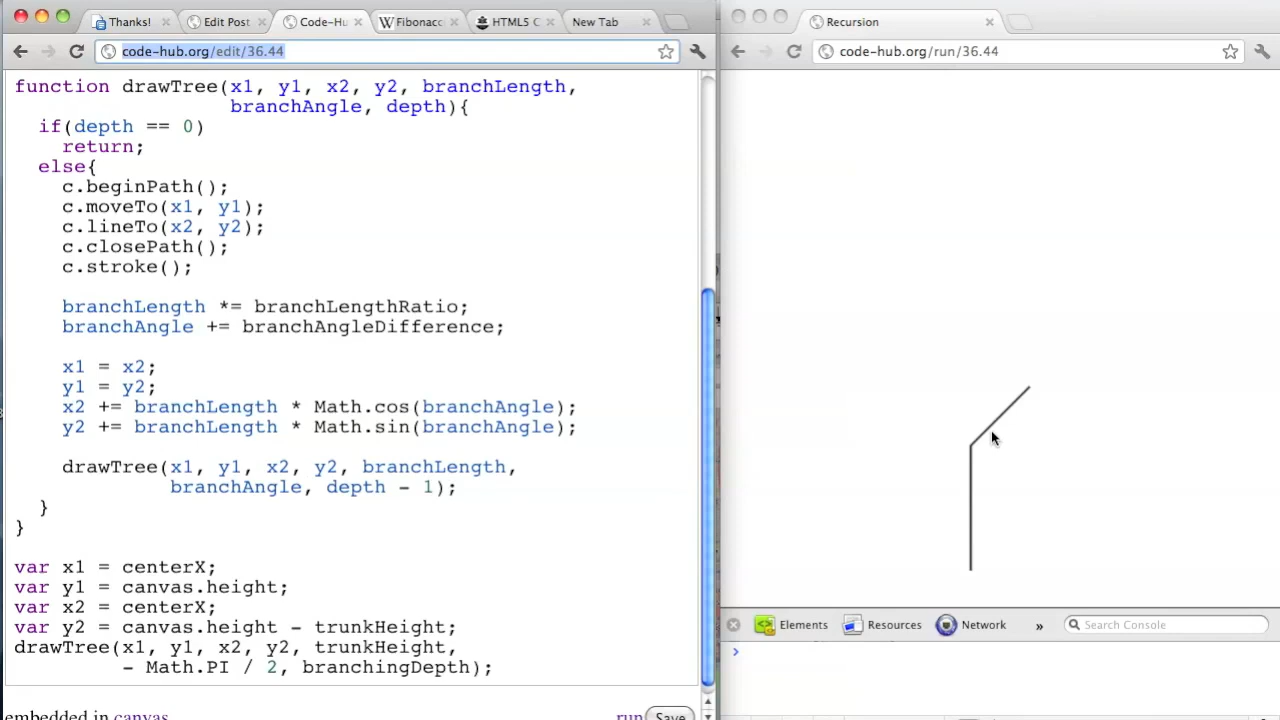 Thanks!
Edit Post
Code-Hu
Fibonacc
HTML5 C
New Tab
code-hub.org/edit/36.44
function drawTree(x1, y1, x2, y2, branchLength,
branchAngle, depth){
if(depth == 0)
return;
else{
c.beginPath();
c.moveTo(x1, y1);
c.lineTo(x2, y2);
c.closePath();
c.stroke();
branchLength *= branchLengthRatio;
branchAngle += branchAngleDifference;
x1 = x2;
y1 = y2;
x2 += branchLength * Math.cos(branchAngle);
y2 += branchLength * Math.sin(branchAngle);
drawTree(x1, y1, x2, y2, branchLength,
branchAngle, depth - 1);
}
}
var x1 = centerX;
var y1 = canvas.height;
var x2 = centerX;
var y2 = canvas.height - trunkHeight;
drawTree(x1, y1, x2, y2, trunkHeight,
- Math.PI / 2, branchingDepth);
embedded in canvas
run Save
Recursion
code-hub.org/run/36.44
Elements Resources Network » Search Console